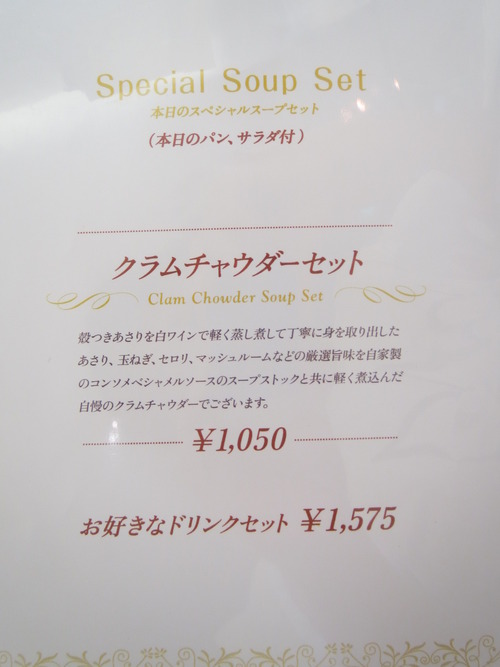 Special Soup Set
本日のスペシャルスープセット
(本日のパン、サラダ付)
クラムチャウダーセット
Clam Chowder Soup Set
殻つきあさりを白ワインで軽く蒸し煮して丁寧に身を取り出した
あさり、玉ねぎ、セロリ、マッシュルームなどの厳選旨味を自家製
のコンソメベシャメルソースのスープストックと共に軽く煮込んだ
自慢のクラムチャウダーでございます。
¥1,050
お好きなドリンクセット ¥1,575